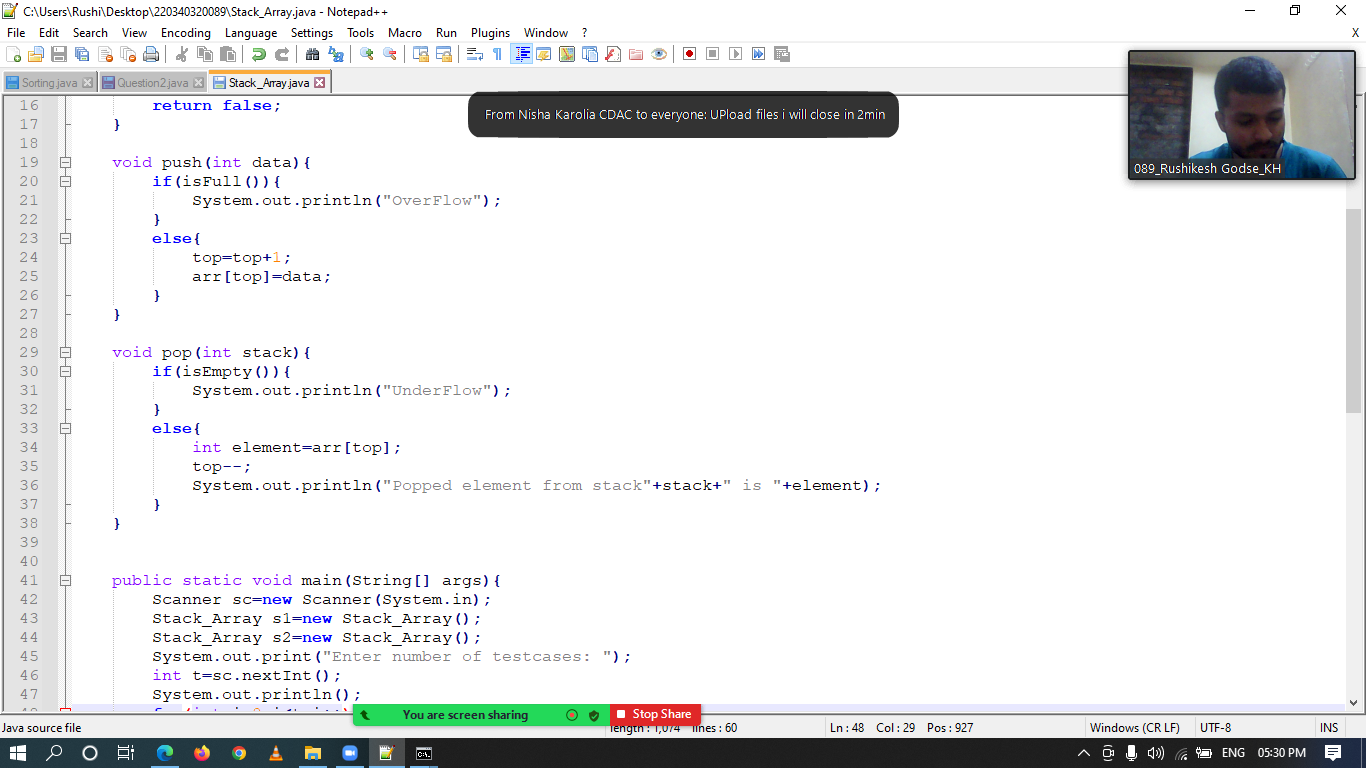 C:\Users\Rushi\Desktop\220340320089\Stack_Array.java - Notepad++
File Edit Search View Encoding Language Settings Tools Macro Run Plugins Window ? X
Sorting.java Question2.java Stack_Array.java
From Nisha Karolia CDAC to everyone: UPload files i will close in 2min
089_Rushikesh Godse_KH
16 return false;
17 }
18
19 void push(int data){
20 if(isFull()){
21 System.out.println("OverFlow");
22 }
23 else{
24 top=top+1;
25 arr[top]=data;
26 }
27 }
28
29 void pop(int stack){
30 if(isEmpty()){
31 System.out.println("UnderFlow");
32 }
33 else{
34 int element=arr[top];
35 top--;
36 System.out.println("Popped element from stack"+stack+" is "+element);
37 }
38 }
39
40
41 public static void main(String[] args){
42 Scanner sc=new Scanner(System.in);
43 Stack_Array s1=new Stack_Array();
44 Stack_Array s2=new Stack_Array();
45 System.out.print("Enter number of testcases: ");
46 int t=sc.nextInt();
47 System.out.println();
You are screen sharing Stop Share
Java source file length : 1,074 lines : 60 Ln : 48 Col : 29 Pos : 927 Windows (CR LF) UTF-8 INS
ENG 05:30 PM